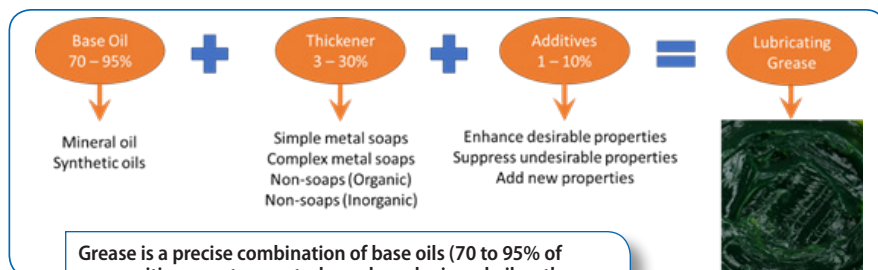 Base Oil
70 – 95%
Thickener
3 – 30%
Additives
1 – 10%
Lubricating
Grease
Mineral oil
Synthetic oils
Simple metal soaps
Complex metal soaps
Non-soaps (Organic)
Non-soaps (Inorganic)
Enhance desirable properties
Suppress undesirable properties
Add new properties
Grease is a precise combination of base oils (70 to 95% of